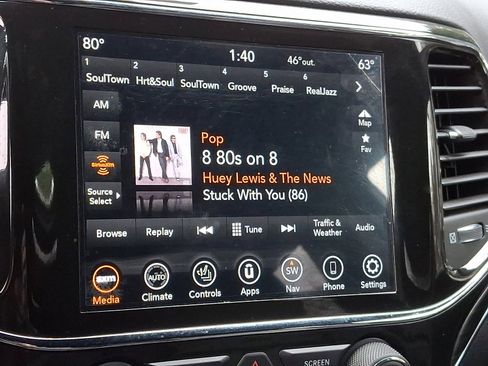 80° 1:40 46°out. 63°
1 2 3 4 5 6
SoulTown Hrt&Soul SoulTown Groove Praise RealJazz
AM
FM
SiriusXM
Source Select
Map
Fav
Pop
8 80s on 8
Huey Lewis & The News
Stuck With You (86)
Browse Replay Tune Traffic & Weather Audio
AUTO SW
Media Climate Controls Apps Nav Phone Settings
SCREEN